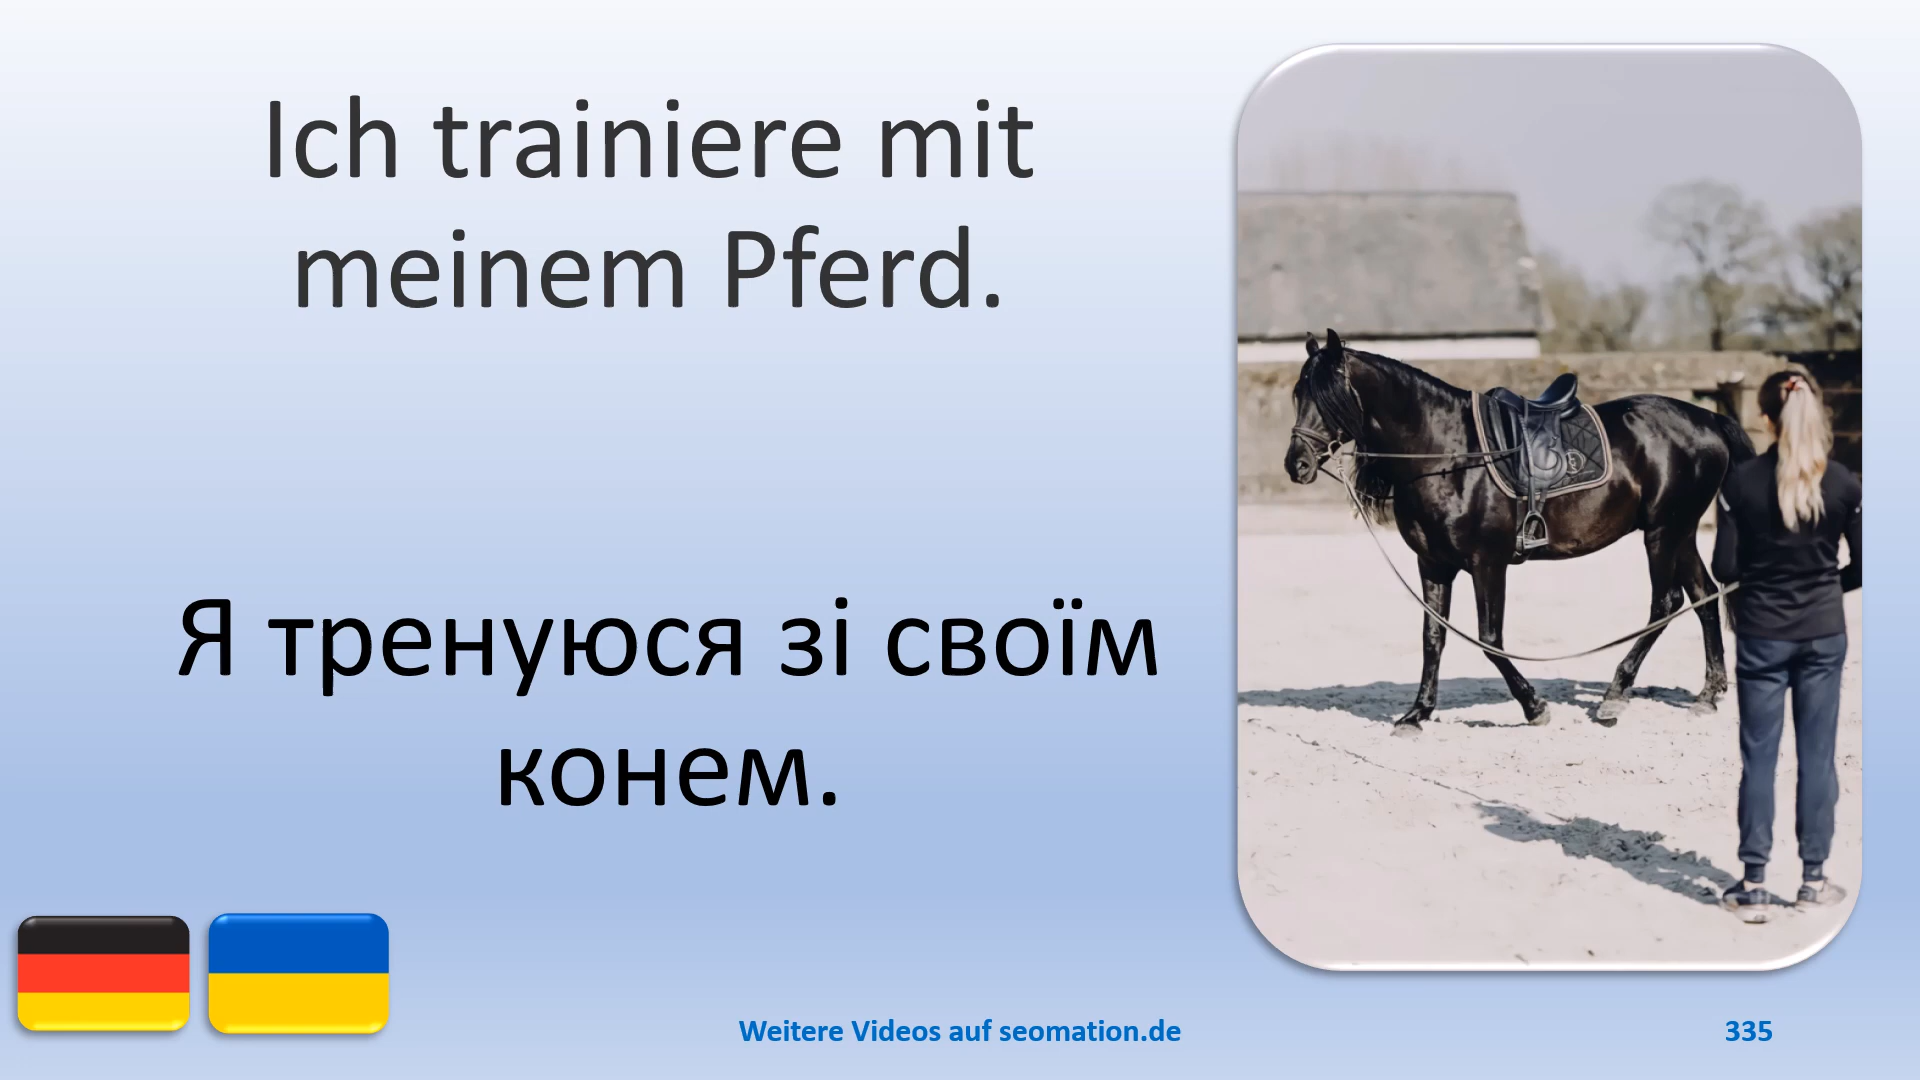 Ich trainiere mit
meinem Pferd.
Я тренуюся зі своїм
конем.
Weitere Videos auf seomation.de
335